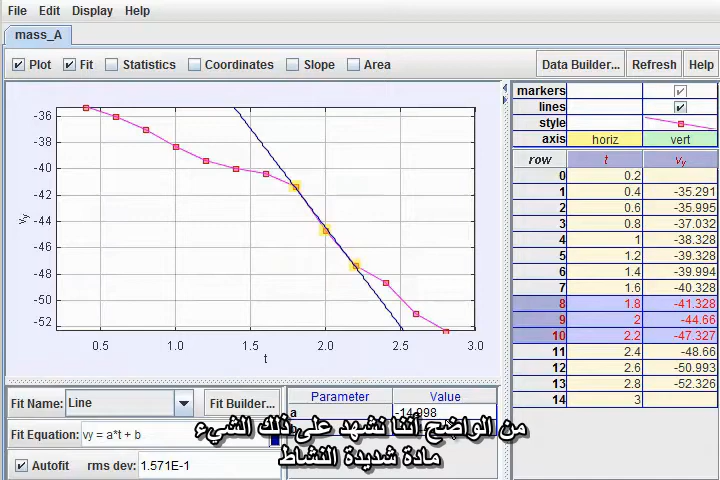 File Edit Display Help
mass_A
Plot Fit Statistics Coordinates Slope Area Data Builder... Refresh Help
-36
-38
-40
-42
-44
-46
-48
-50
-52
vy
0.5 1.0 1.5 2.0 2.5 3.0
t
markers
lines
style
axis horiz vert
row t vy
0 0.2
1 0.4 -35.291
2 0.6 -35.995
3 0.8 -37.032
4 1 -38.328
5 1.2 -39.328
6 1.4 -39.994
7 1.6 -40.328
8 1.8 -41.328
9 2 -44.66
10 2.2 -47.327
11 2.4 -48.66
12 2.6 -50.993
13 2.8 -52.326
14 3
Fit Name: Line Fit Builder...
Parameter Value
a -14.998
Fit Equation: vy = a*t + b
Autofit rms dev: 1.571E-1
من الواضح أننا نشهد على ذلك الشيء
مادة شديدة النشاط